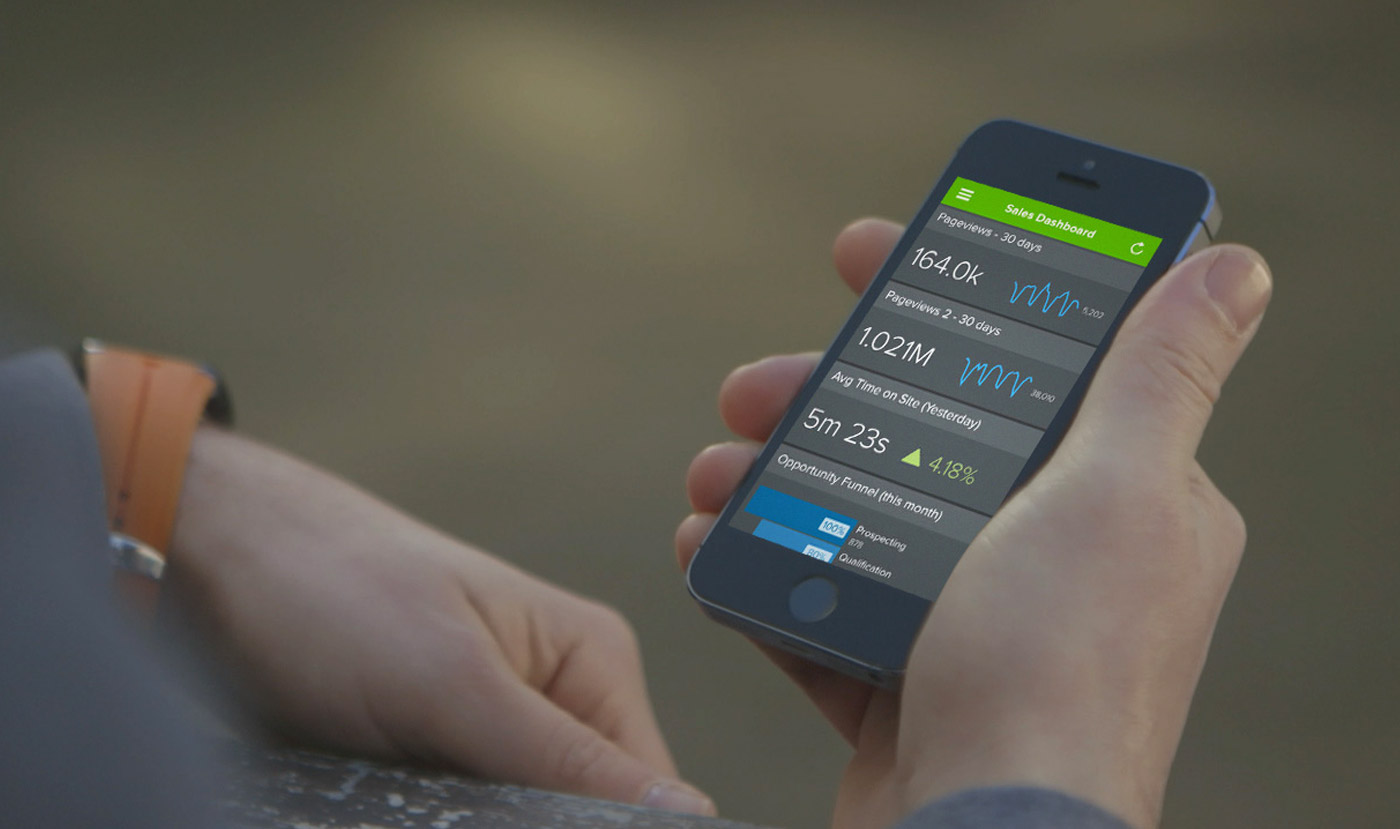 Sales Dashboard
Pageviews - 30 days
164.0k
5,202
Pageviews 2 - 30 days
1.021M
38,010
Avg Time on Site (Yesterday)
5m 23s
4.18%
Opportunity Funnel (this month)
100% Prospecting
878
80% Qualification